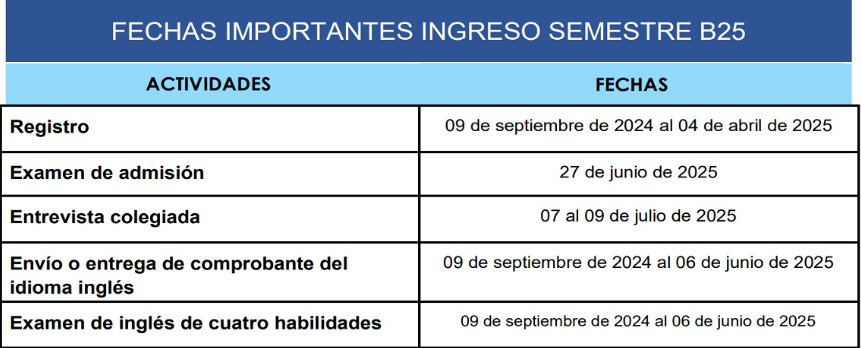 FECHAS IMPORTANTES INGRESO SEMESTRE B25
ACTIVIDADES FECHAS
Registro 09 de septiembre de 2024 al 04 de abril de 2025
Examen de admisión 27 de junio de 2025
Entrevista colegiada 07 al 09 de julio de 2025
Envío o entrega de comprobante del 09 de septiembre de 2024 al 06 de junio de 2025
idioma inglés
Examen de inglés de cuatro habilidades 09 de septiembre de 2024 al 06 de junio de 2025